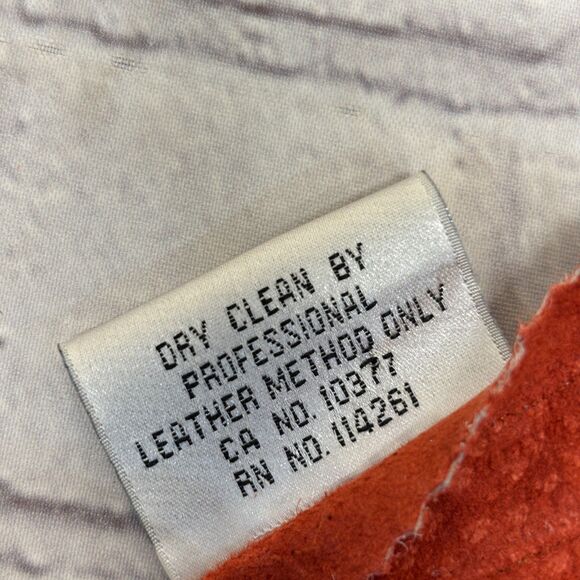 DRY CLEAN BY
PROFESSIONAL
LEATHER METHOD ONLY
CA NO. 10377
RN NO. 114261